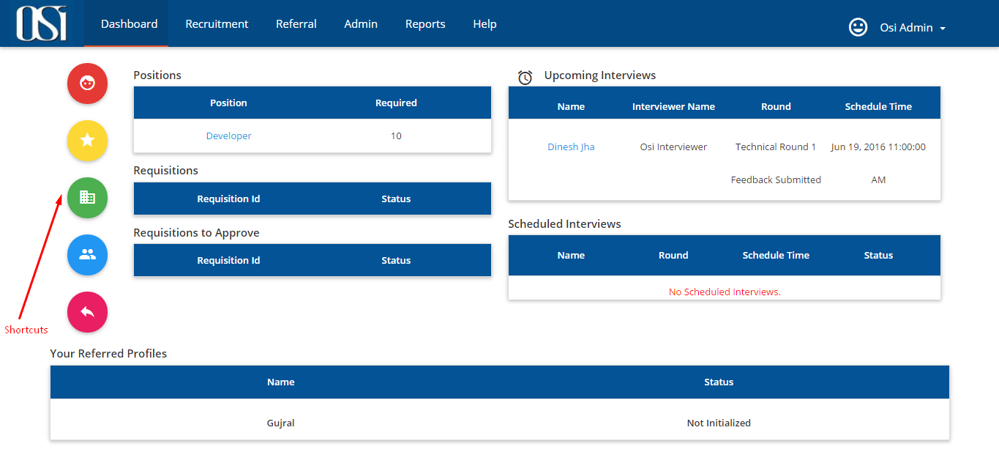 OSi
Dashboard Recruitment Referral Admin Reports Help Osi Admin
Positions
Position Required
Developer 10
Requisitions
Requisition Id Status
Requisitions to Approve
Requisition Id Status
Upcoming Interviews
Name Interviewer Name Round Schedule Time
Dinesh Jha Osi Interviewer Technical Round 1 Jun 19, 2016 11:00:00
Feedback Submitted AM
Scheduled Interviews
Name Round Schedule Time Status
No Scheduled Interviews.
Shortcuts
Your Referred Profiles
Name Status
Gujral Not Initialized